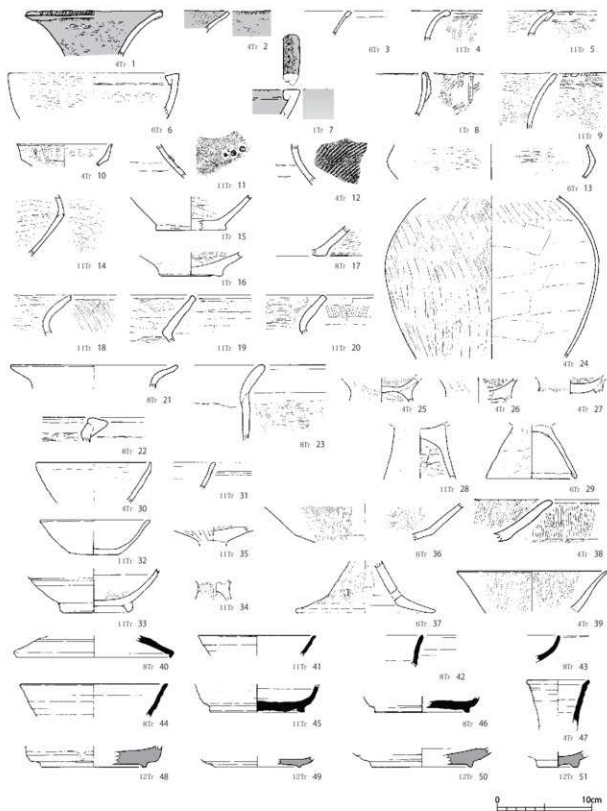 4Tr 1
4Tr 2
6Tr 3
11Tr 4
11Tr 5
6Tr 6
1Tr 7
1Tr 8
11Tr 9
4Tr 10
11Tr 11
4Tr 12
6Tr 13
11Tr 14
11Tr 15
11Tr 16
8Tr 17
11Tr 18
11Tr 19
11Tr 20
8Tr 21
8Tr 22
8Tr 23
4Tr 24
4Tr 25
4Tr 26
4Tr 27
11Tr 28
6Tr 29
4Tr 30
11Tr 31
11Tr 32
11Tr 33
11Tr 34
11Tr 35
6Tr 36
6Tr 37
4Tr 38
4Tr 39
8Tr 40
11Tr 41
8Tr 42
8Tr 43
8Tr 44
11Tr 45
8Tr 46
4Tr 47
12Tr 48
12Tr 49
12Tr 50
12Tr 51
0 10cm